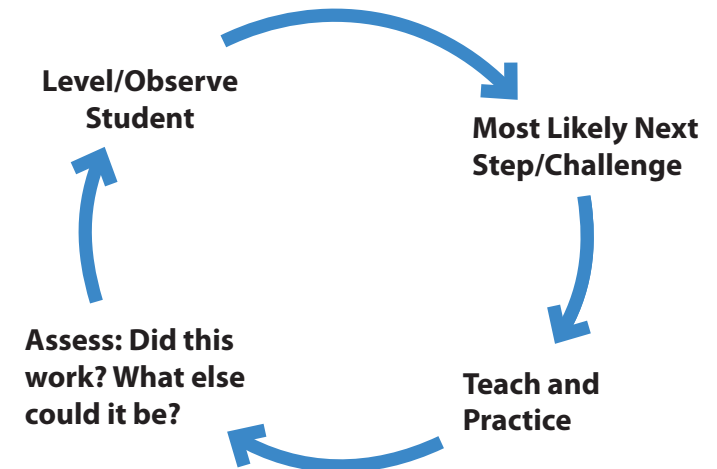 Level/Observe
Student
Most Likely Next
Step/Challenge
Teach and
Practice
Assess: Did this
work? What else
could it be?